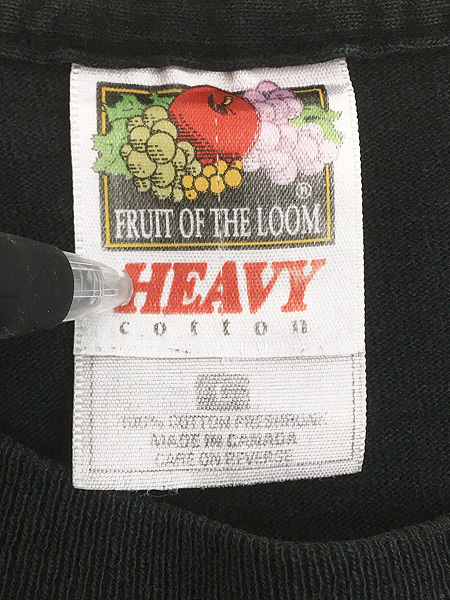 FRUIT OF THE LOOM ®
HEAVY
cotton
100% COTTON PRESHRUNK
MADE IN CANADA
CARE ON REVERSE